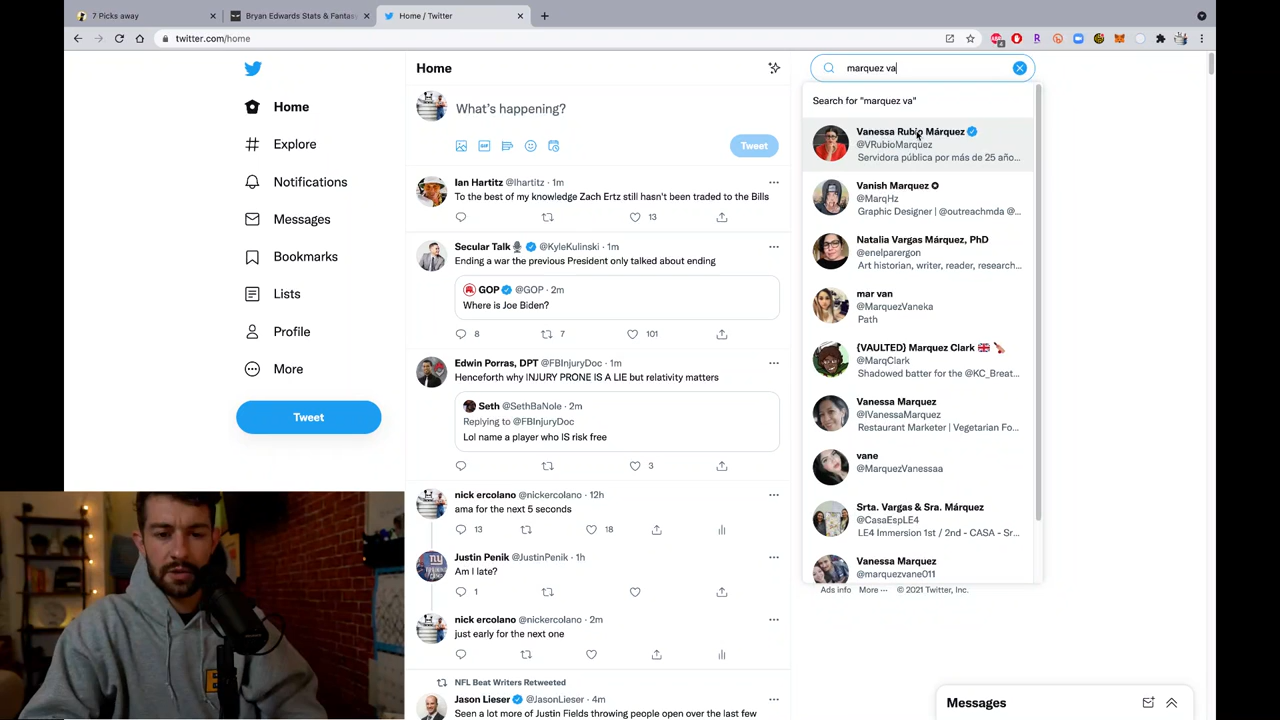 7 Picks away
Bryan Edwards Stats & Fantas
Home / Twitter
twitter.com/home
Home
Explore
Notifications
Messages
Bookmarks
Lists
Profile
More
Tweet
Home
What's happening?
Tweet
Ian Hartitz @Ihartitz · 1m
To the best of my knowledge Zach Ertz still hasn't been traded to the Bills
13
Secular Talk @KyleKulinski · 1m
Ending a war the previous President only talked about ending
GOP @GOP · 2m
Where is Joe Biden?
8 7 101
Edwin Porras, DPT @FBInjuryDoc · 1m
Henceforth why INJURY PRONE IS A LIE but relativity matters
Seth @SethBaNole · 2m
Replying to @FBInjuryDoc
Lol name a player who IS risk free
3
nick ercolano @nickercolano · 12h
ama for the next 5 seconds
13 18
Justin Penik @JustinPenik · 1h
Am I late?
1
nick ercolano @nickercolano · 2m
just early for the next one
NFL Beat Writers Retweeted
Jason Lieser @JasonLieser · 4m
Seen a lot more of Justin Fields throwing people open over the last few
marquez va
Search for "marquez va"
Vanessa Rubio Márquez
@VRubioMarquez
Servidora pública por más de 25 año...
Vanish Marquez
@MarqHz
Graphic Designer | @outreachmda @...
Natalia Vargas Márquez, PhD
@enelparergon
Art historian, writer, reader, research...
mar van
@MarquezVaneka
Path
{VAULTED} Marquez Clark
@MarqClark
Shadowed batter for the @KC_Breat...
Vanessa Marquez
@IVanessaMarquez
Restaurant Marketer | Vegetarian Fo...
vane
@MarquezVanessaa
Srta. Vargas & Sra. Márquez
@CasaEspLE4
LE4 Immersion 1st / 2nd - CASA - Sr...
Vanessa Marquez
@marquezvane011
Ads info More ··· © 2021 Twitter, Inc.
Messages